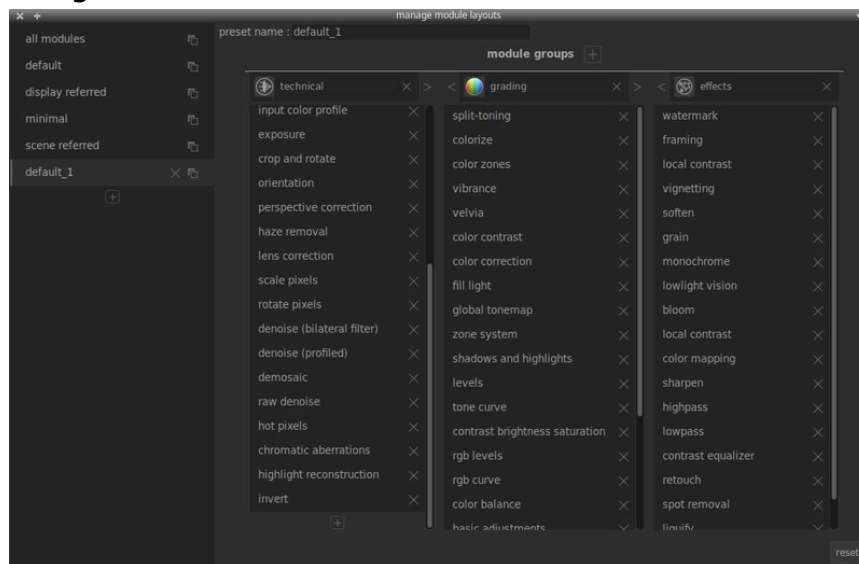 manage module layouts
all modules
default
display referred
minimal
scene referred
default_1
preset name : default_1
module groups
technical
input color profile
exposure
crop and rotate
orientation
perspective correction
haze removal
lens correction
scale pixels
rotate pixels
denoise (bilateral filter)
denoise (profiled)
demosaic
raw denoise
hot pixels
chromatic aberrations
highlight reconstruction
invert
grading
split-toning
colorize
color zones
vibrance
velvia
color contrast
color correction
fill light
global tonemap
zone system
shadows and highlights
levels
tone curve
contrast brightness saturation
rgb levels
rgb curve
color balance
basic adjustments
effects
watermark
framing
local contrast
vignetting
soften
grain
monochrome
lowlight vision
bloom
local contrast
color mapping
sharpen
highpass
lowpass
contrast equalizer
retouch
spot removal
liquify
reset